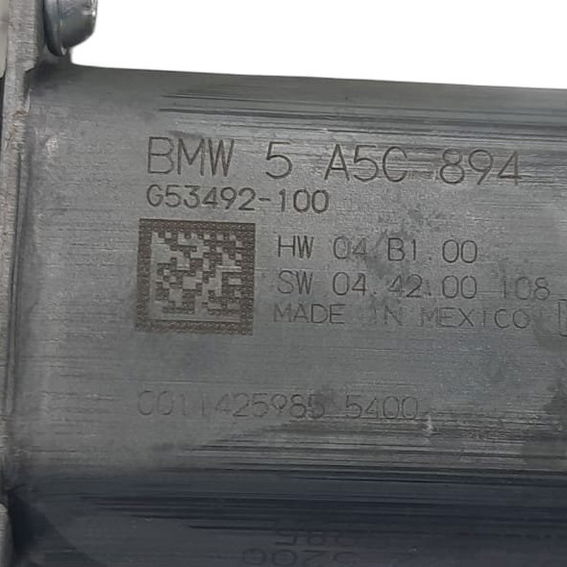 BMW 5 A5C 894
G53492-100
HW 04 B1.00
SW 04.42.00 108
MADE IN MEXICO
C011425985 5400